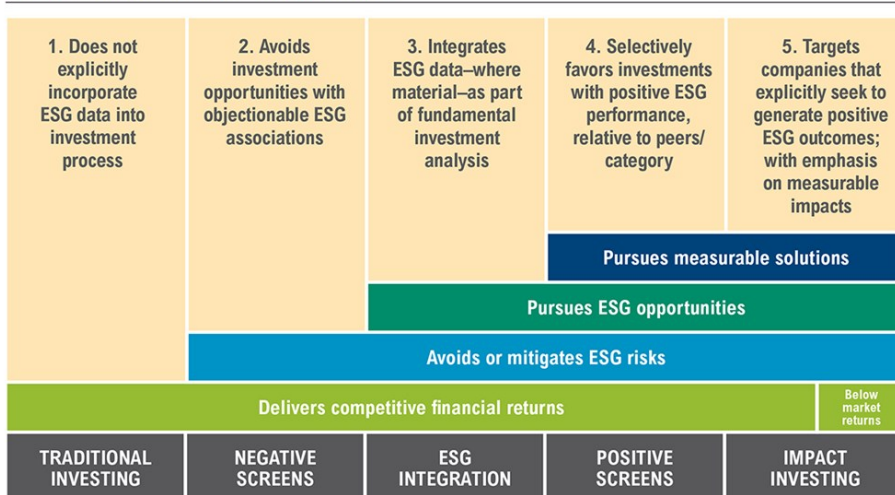 1. Does not
explicitly
incorporate
ESG data into
investment
process
2. Avoids
investment
opportunities with
objectionable ESG
associations
3. Integrates
ESG data–where
material–as part
of fundamental
investment
analysis
4. Selectively
favors investments
with positive ESG
performance,
relative to peers/
category
5. Targets
companies that
explicitly seek to
generate positive
ESG outcomes;
with emphasis
on measurable
impacts
Pursues measurable solutions
Pursues ESG opportunities
Avoids or mitigates ESG risks
Delivers competitive financial returns
Below
market
returns
TRADITIONAL
INVESTING
NEGATIVE
SCREENS
ESG
INTEGRATION
POSITIVE
SCREENS
IMPACT
INVESTING